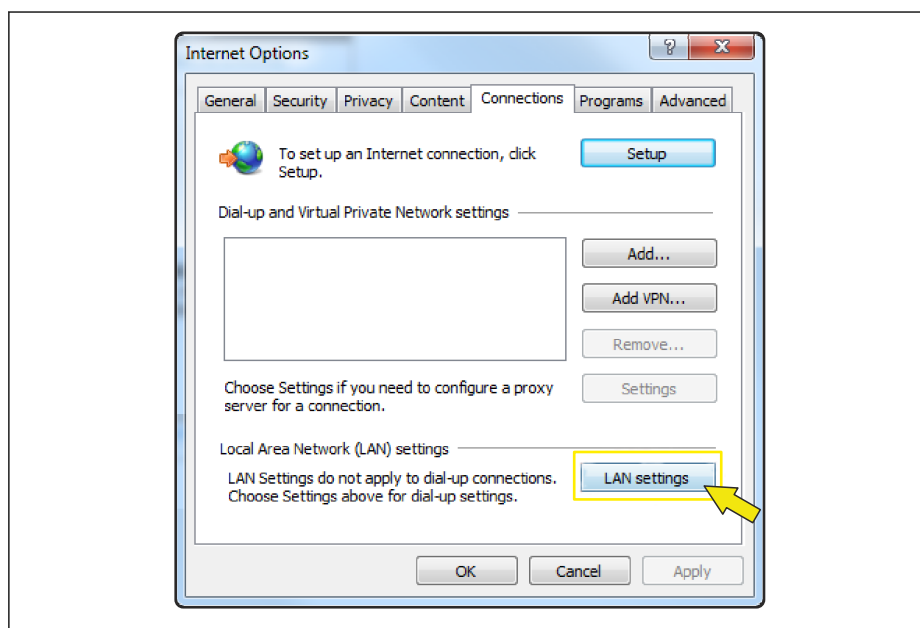 Internet Options
General Security Privacy Content Connections Programs Advanced
To set up an Internet connection, click
Setup.
Setup
Dial-up and Virtual Private Network settings
Add...
Add VPN...
Remove...
Choose Settings if you need to configure a proxy
server for a connection.
Settings
Local Area Network (LAN) settings
LAN Settings do not apply to dial-up connections.
Choose Settings above for dial-up settings.
LAN settings
OK Cancel Apply